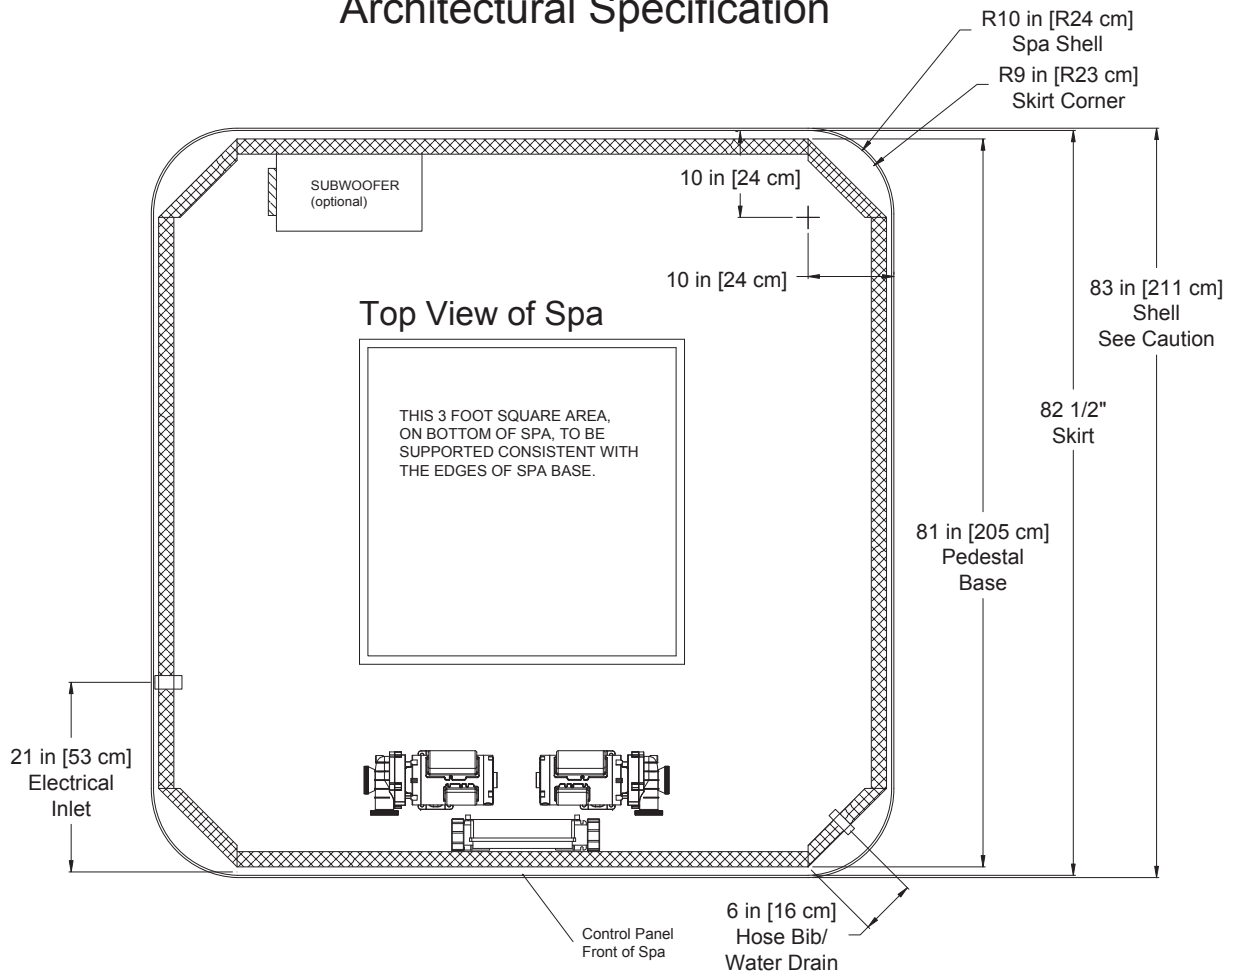 Architectural Specification
R10 in [R24 cm]
Spa Shell
R9 in [R23 cm]
Skirt Corner
SUBWOOFER
(optional)
10 in [24 cm]
10 in [24 cm]
83 in [211 cm]
Shell
See Caution
Top View of Spa
THIS 3 FOOT SQUARE AREA,
ON BOTTOM OF SPA, TO BE
SUPPORTED CONSISTENT WITH
THE EDGES OF SPA BASE.
82 1/2"
Skirt
81 in [205 cm]
Pedestal
Base
21 in [53 cm]
Electrical
Inlet
6 in [16 cm]
Hose Bib/
Water Drain
Control Panel
Front of Spa